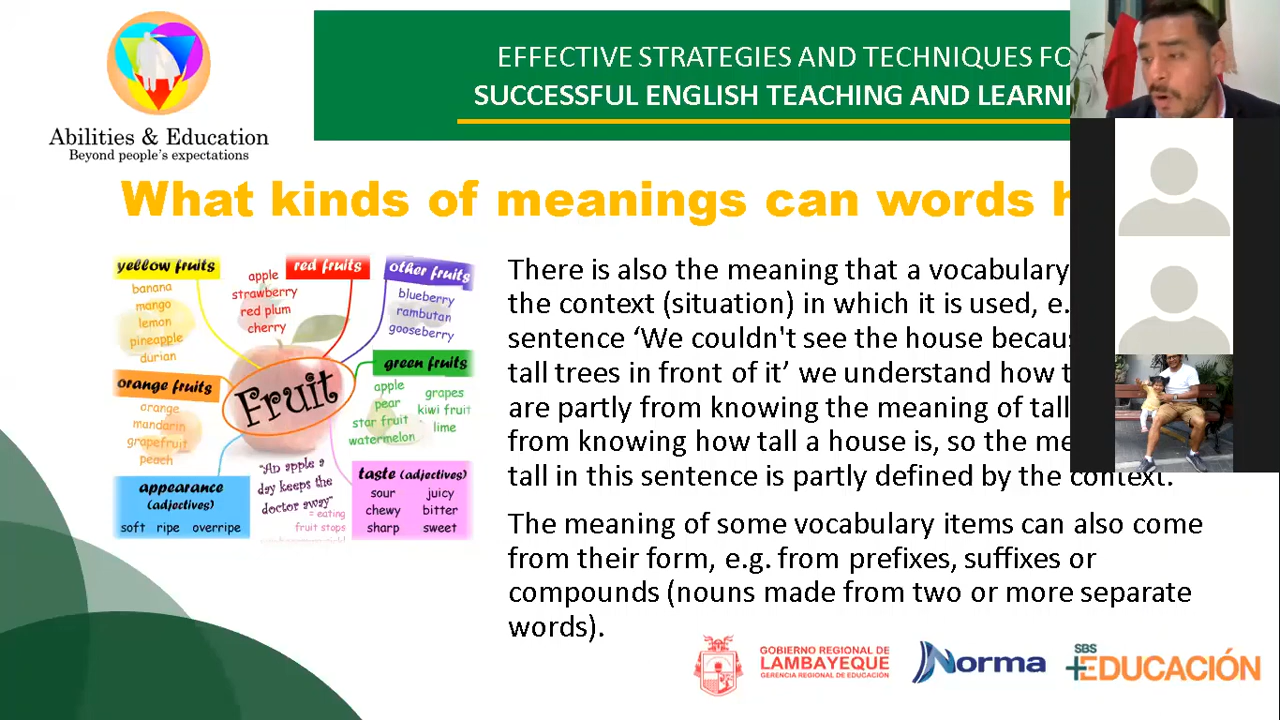 Abilities & Education
Beyond people's expectations
EFFECTIVE STRATEGIES AND TECHNIQUES
SUCCESSFUL ENGLISH TEACHING AND
What kinds of meanings can words
yellow fruits
banana
mango
lemon
pineapple
durian
red fruits
apple
strawberry
red plum
cherry
other fruits
blueberry
rambutan
gooseberry
green fruits
apple
pear
star fruit
watermelon
grapes
kiwi fruit
lime
orange fruits
orange
mandarin
grapefruit
peach
Fruit
appearance
(adjectives)
soft ripe overripe
"An apple a
day keeps the
doctor away"
= eating
fruit stops
taste (adjectives)
sour juicy
chewy bitter
sharp sweet
There is also the meaning that a vocabulary
the context (situation) in which it is used, e.
sentence ‘We couldn't see the house
tall trees in front of it’ we understand how
are partly from knowing the meaning of tall
from knowing how tall a house is, so the
tall in this sentence is partly defined by the context.
The meaning of some vocabulary items can also come
from their form, e.g. from prefixes, suffixes or
compounds (nouns made from two or more separate
words).
GOBIERNO REGIONAL DE
LAMBAYEQUE
GERENCIA REGIONAL DE EDUCACIÓN
Norma
SBS
+EDUCACIÓN